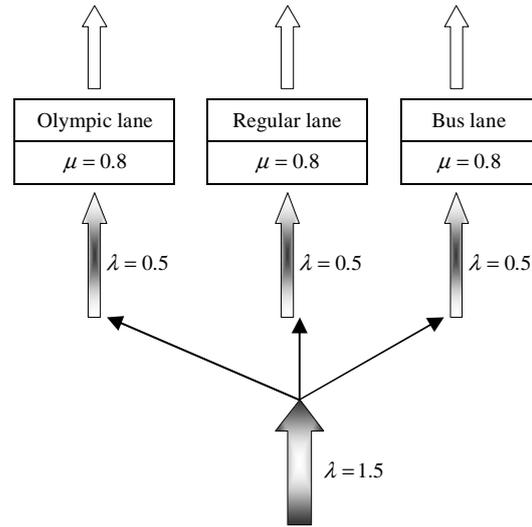 Olympic lane
Regular lane
Bus lane
μ = 0.8
μ = 0.8
μ = 0.8
λ = 0.5
λ = 0.5
λ = 0.5
λ = 1.5